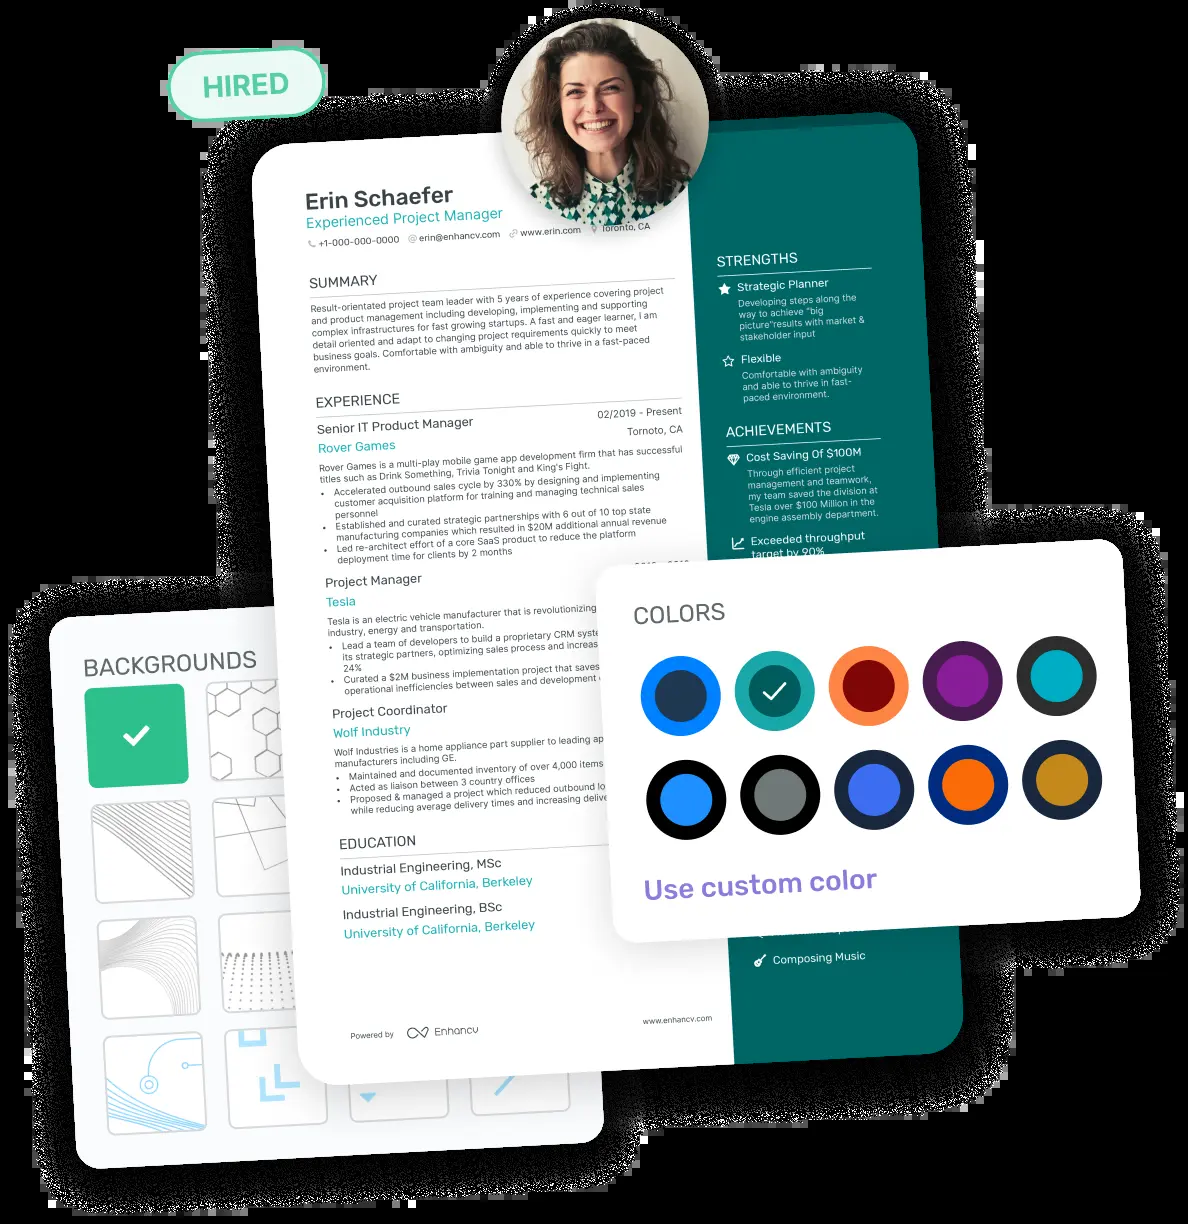 HIRED
Erin Schaefer
Experienced Project Manager
+1-000-000-0000 @ erin@enhancv.com www.erin.com Toronto, CA
SUMMARY
Result-orientated project team leader with 5 years of experience covering project
and product management including developing, implementing and supporting
complex infrastructures for fast growing startups. A fast and eager learner, I am
detail oriented and adapt to changing project requirements quickly to meet
business goals. Comfortable with ambiguity and able to thrive in a fast-paced
environment.
EXPERIENCE
Senior IT Product Manager 02/2019 - Present
Rover Games Tornoto, CA
Rover Games is a multi-play mobile game app development firm that has successful
titles such as Drink Something, Trivia Tonight and King's Fight.
• Accelerated outbound sales cycle by 330% by designing and implementing
customer acquisition platform for training and managing technical sales
personnel
• Established and curated strategic partnerships with 6 out of 10 top state
manufacturing companies which resulted in $20M additional annual revenue
• Led re-architect effort of a core SaaS product to reduce the platform
deployment time for clients by 2 months
Project Manager
Tesla
Tesla is an electric vehicle manufacturer that is revolutionizing
industry, energy and transportation.
• Lead a team of developers to build a proprietary CRM
its strategic partners, optimizing sales process and
24%
• Curated a $2M business implementation project that saves
operational inefficiencies between sales and development
Project Coordinator
Wolf Industry
Wolf Industries is a home appliance part supplier to leading
manufacturers including GE.
• Maintained and documented inventory of over 4,000 items
• Acted as liaison between 3 country offices
• Proposed & managed a project which reduced outbound
while reducing average delivery times and increasing
EDUCATION
Industrial Engineering, MSc
University of California, Berkeley
Industrial Engineering, BSc
University of California, Berkeley
Powered by Enhancv www.enhancv.com
STRENGTHS
Strategic Planner
Developing steps along the
way to achieve "big
picture"results with market &
stakeholder input
Flexible
Comfortable with ambiguity
and able to thrive in fast-
paced environment.
ACHIEVEMENTS
Cost Saving Of $100M
Through efficient project
management and teamwork,
my team saved the division at
Tesla over $100 Million in the
engine assembly department.
Exceeded throughput
target by 90%
Composing Music
BACKGROUNDS
COLORS
Use custom color